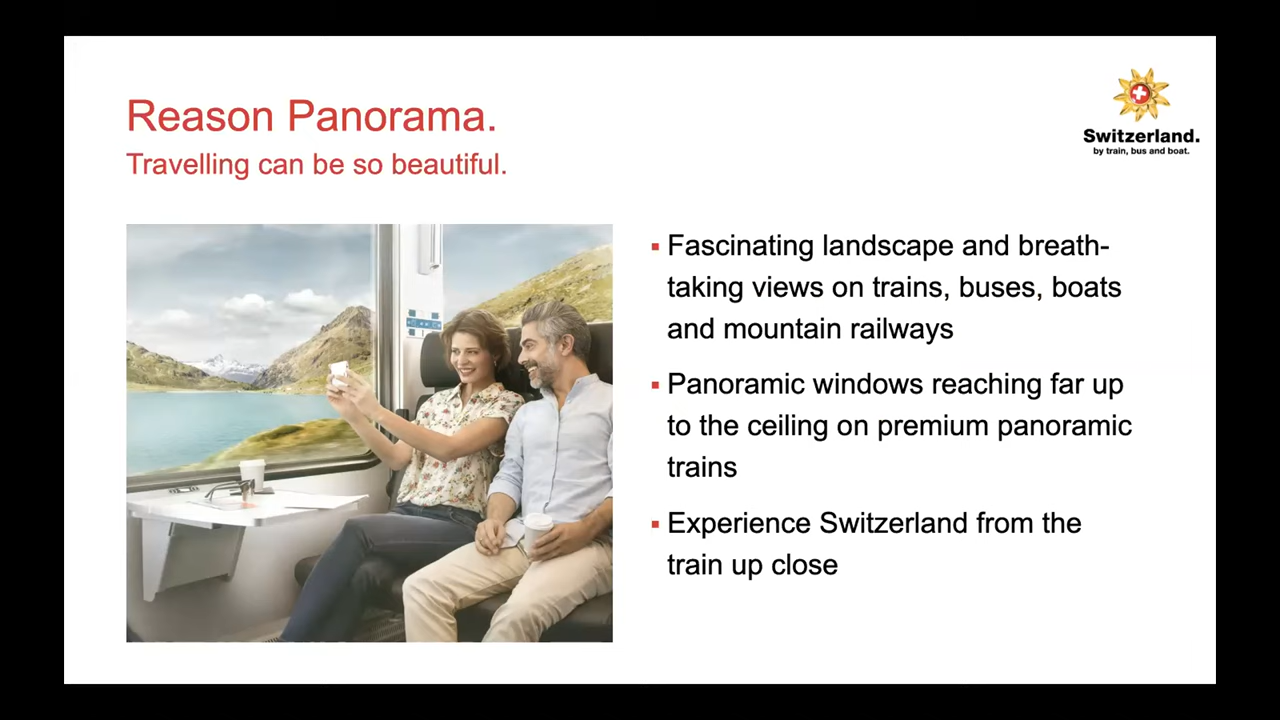 Reason Panorama.
Travelling can be so beautiful.
Switzerland.
by train, bus and boat.
Fascinating landscape and breath-
taking views on trains, buses, boats
and mountain railways
Panoramic windows reaching far up
to the ceiling on premium panoramic
trains
Experience Switzerland from the
train up close